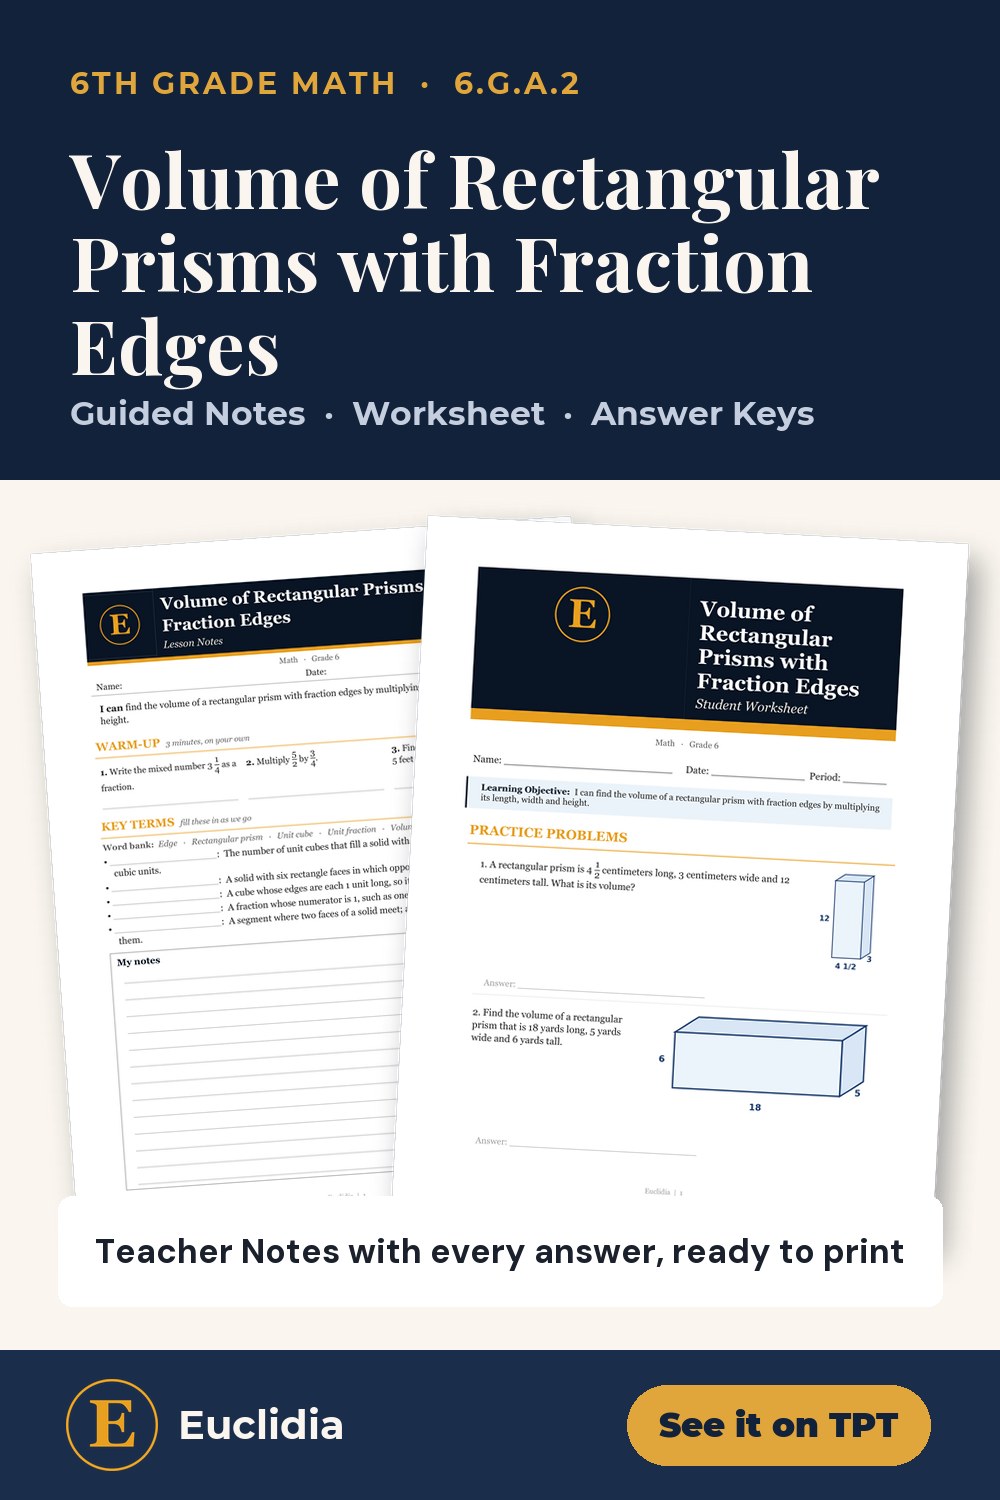 6TH GRADE MATH · 6.G.A.2
Volume of Rectangular
Prisms with Fraction
Edges
Guided Notes · Worksheet · Answer Keys
E
Volume of Rectangular Prisms
Fraction Edges
Lesson Notes
Math · Grade 6
Name:
Date:
I can find the volume of a rectangular prism with fraction edges by multiplying
height.
WARM-UP 3 minutes, on your own
1. Write the mixed number 3 1/4 as a
fraction.
2. Multiply 5/2 by 3/4.
3.
5 feet
KEY TERMS fill these in as we go
Word bank: Edge · Rectangular prism · Unit cube · Unit fraction ·
• : The number of unit cubes that fill a solid with
cubic units.
• : A solid with six rectangle faces in which
• : A cube whose edges are each 1 unit long, so
• : A fraction whose numerator is 1, such as one
• : A segment where two faces of a solid meet;
them.
My notes
E
Volume of
Rectangular
Prisms with
Fraction Edges
Student Worksheet
Math · Grade 6
Name: Date: Period:
Learning Objective: I can find the volume of a rectangular prism with fraction edges by multiplying
its length, width and height.
PRACTICE PROBLEMS
1. A rectangular prism is 4 1/2 centimeters long, 3 centimeters wide and 12
centimeters tall. What is its volume?
12
3
4 1/2
Answer:
2. Find the volume of a rectangular
prism that is 18 yards long, 5 yards
wide and 6 yards tall.
6
5
18
Answer:
Euclidia | 1
Teacher Notes with every answer, ready to print
E
Euclidia
See it on TPT